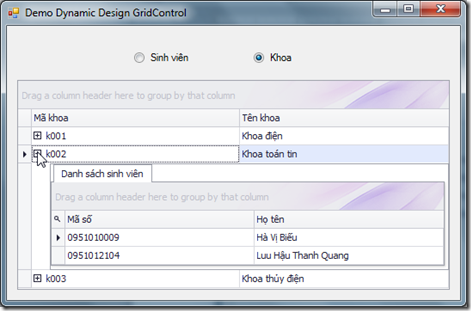 Demo Dynamic Design GridControl
Sinh viên Khoa
Drag a column header here to group by that column
Mã khoa Tên khoa
k001 Khoa điện
k002 Khoa toán tin
Danh sách sinh viên
Drag a column header here to group by that column
Mã số Họ tên
0951010009 Hà Vị Biểu
0951012104 Lưu Hậu Thanh Quang
k003 Khoa thủy điện